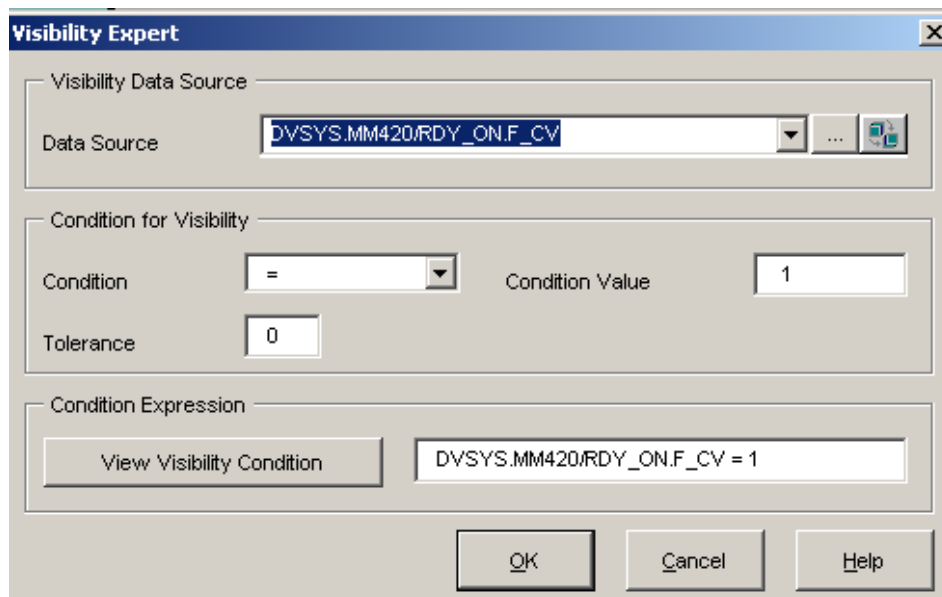 Visibility Expert
Visibility Data Source
Data Source DVSYS.MM420/RDY_ON.F_CV ...
Condition for Visibility
Condition = Condition Value 1
Tolerance 0
Condition Expression
View Visibility Condition DVSYS.MM420/RDY_ON.F_CV = 1
OK Cancel Help